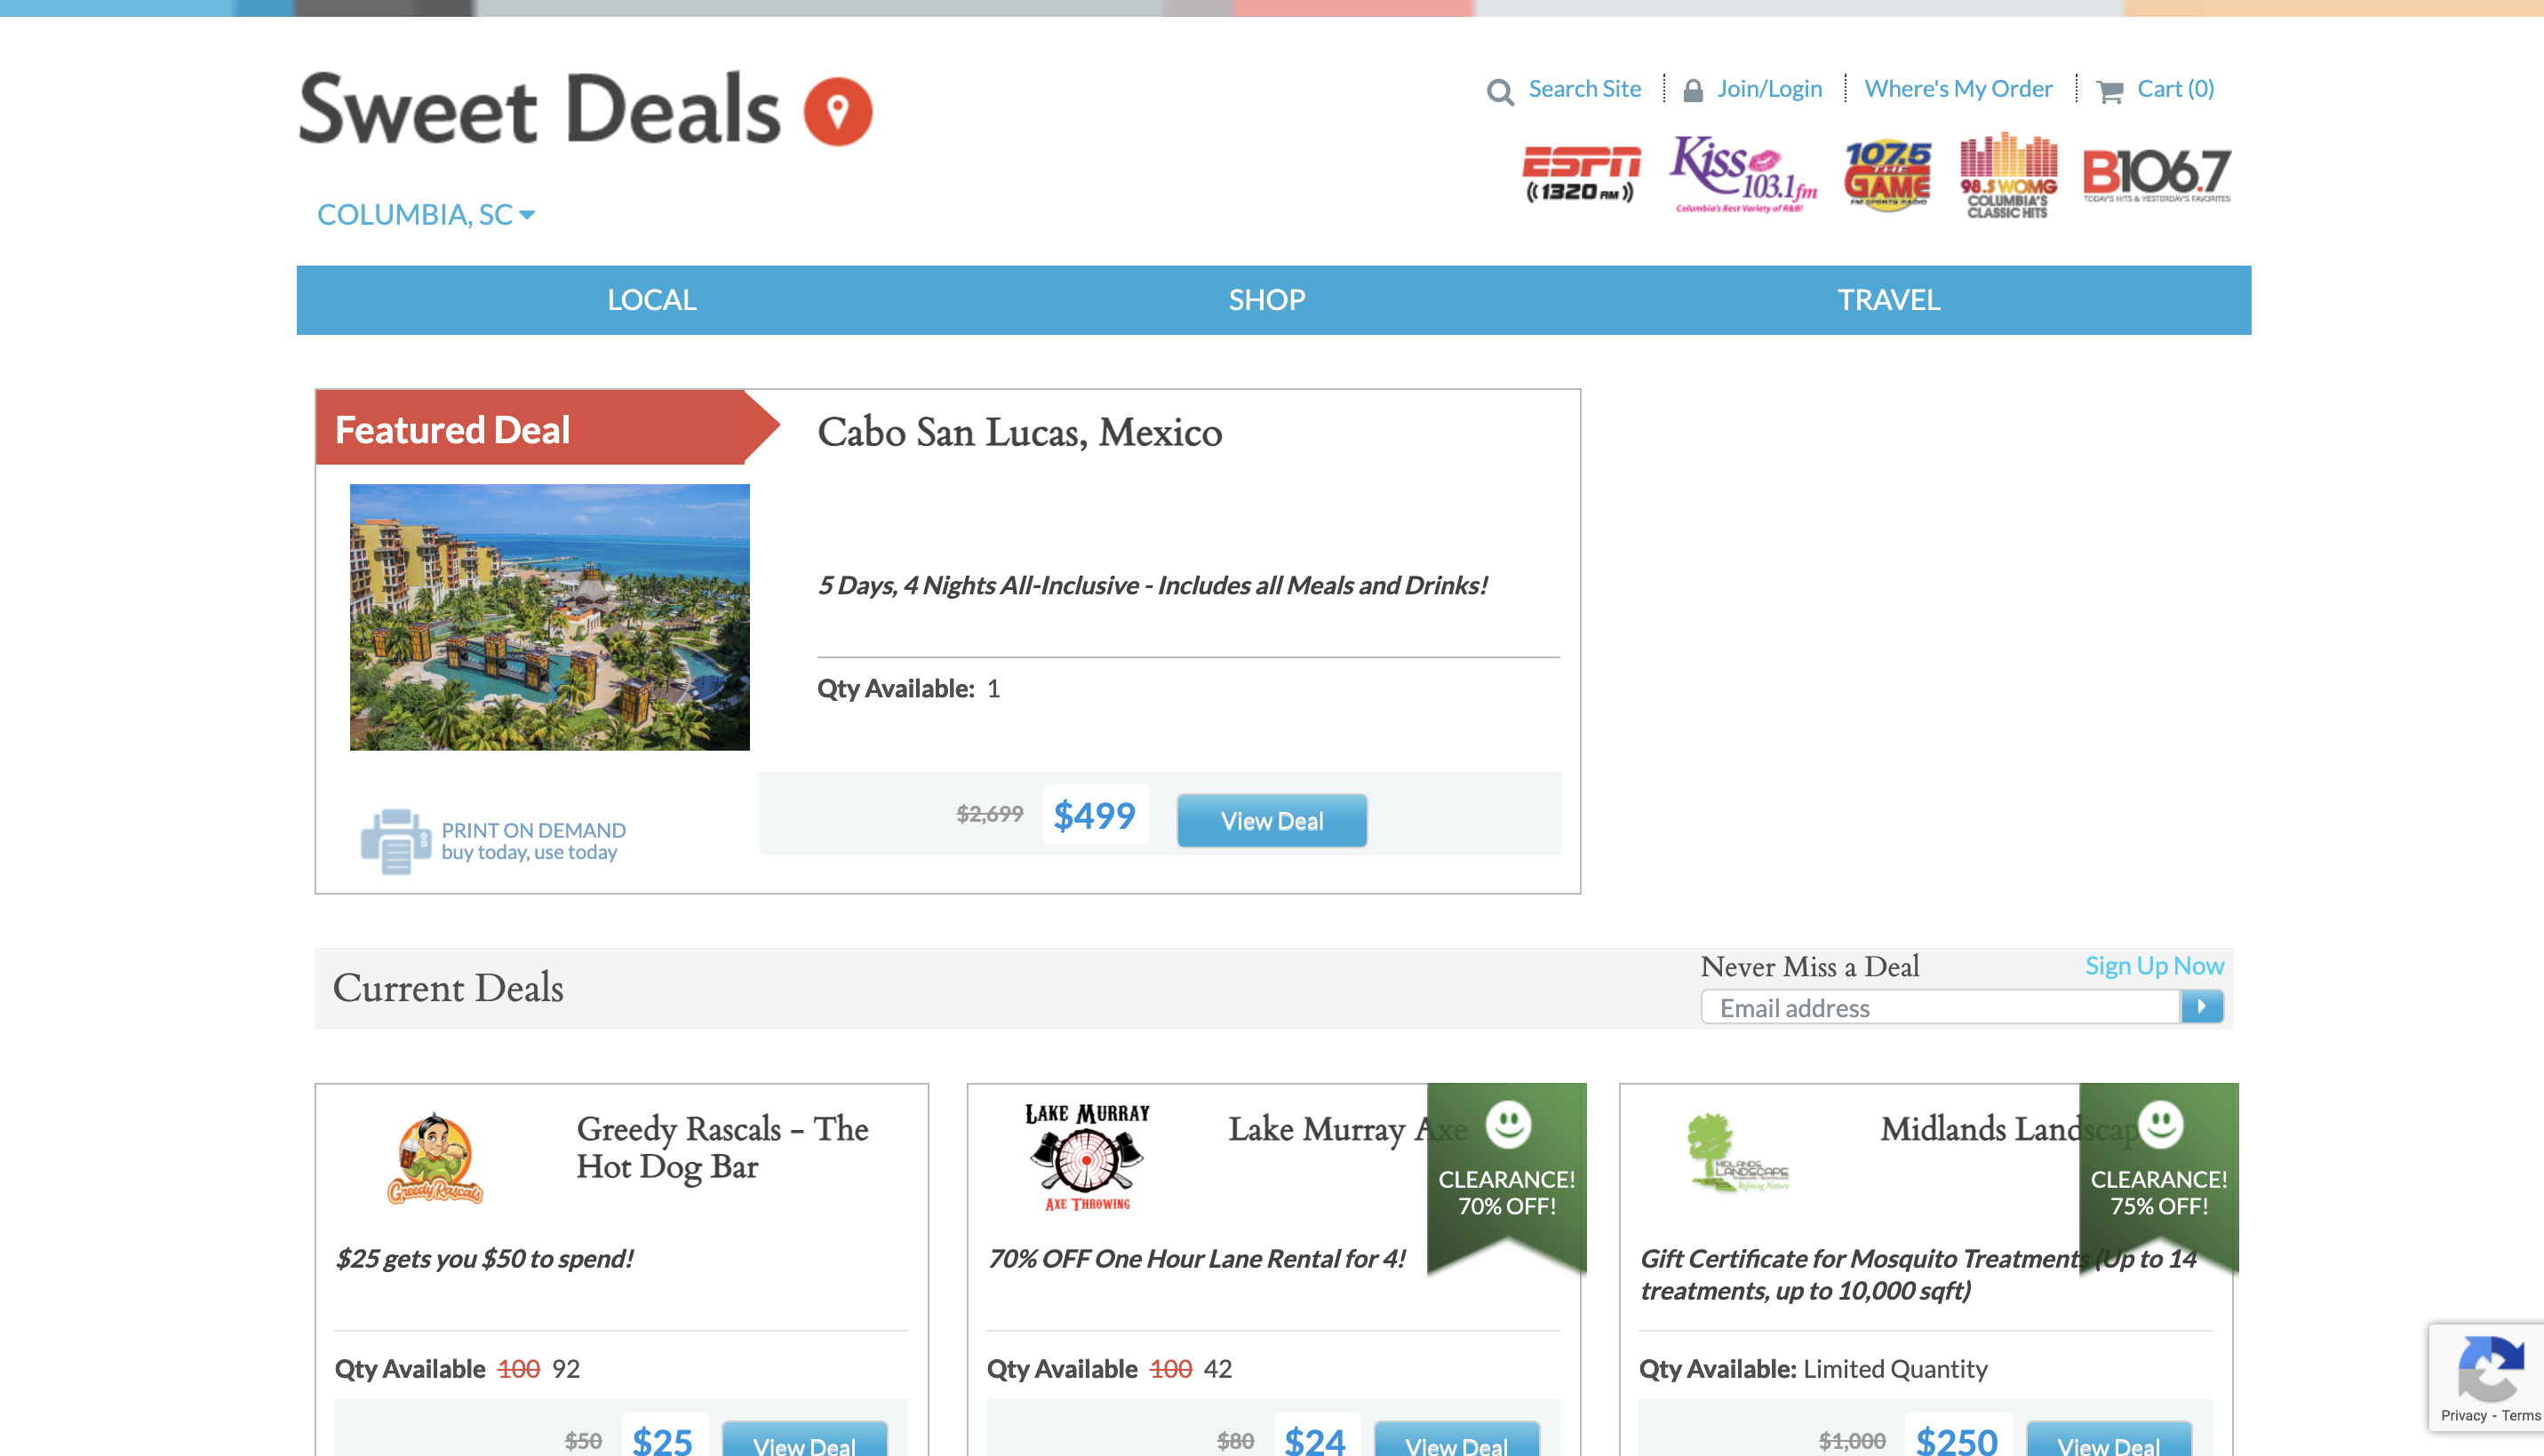 Sweet Deals
Search Site
Join/Login
Where's My Order
Cart (0)
ESPN
((1320 AM))
Kiss
103.1fm
Columbia's Best Variety of R&B!
107.5
THE
GAME
FM SPORTS RADIO
98.5 WOMG
COLUMBIA'S
CLASSIC HITS
B106.7
TODAY'S HITS & YESTERDAY'S FAVORITES
COLUMBIA, SC
LOCAL
SHOP
TRAVEL
Featured Deal
Cabo San Lucas, Mexico
5 Days, 4 Nights All-Inclusive - Includes all Meals and Drinks!
Qty Available: 1
PRINT ON DEMAND
buy today, use today
$2,699
$499
View Deal
Current Deals
Never Miss a Deal
Sign Up Now
Email address
Greedy Rascals
Greedy Rascals - The
Hot Dog Bar
$25 gets you $50 to spend!
Qty Available 100 92
$50
$25
View Deal
LAKE MURRAY
AXE THROWING
Lake Murray Axe
CLEARANCE!
70% OFF!
70% OFF One Hour Lane Rental for 4!
Qty Available 100 42
$80
$24
View Deal
MIDLANDS
LANDSCAPE
Refining Nature
Midlands Landscap
CLEARANCE!
75% OFF!
Gift Certificate for Mosquito Treatments (Up to 14
treatments, up to 10,000 sqft)
Qty Available: Limited Quantity
$1,000
$250
View Deal
Privacy - Terms